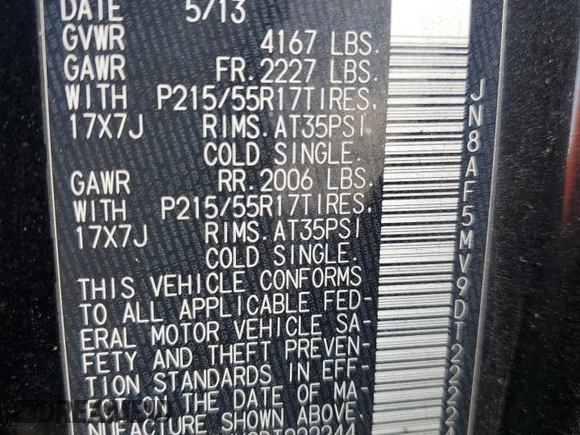 DATE 5/13
GVWR 4167 LBS.
GAWR FR. 2227 LBS.
WITH P215/55R17TIRES,
17X7J RIMS. AT35PSI
COLD SINGLE.
GAWR RR. 2006 LBS.
WITH P215/55R17TIRES,
17X7J RIMS. AT35PSI
COLD SINGLE.
THIS VEHICLE CONFORMS
TO ALL APPLICABLE FED-
ERAL MOTOR VEHICLE SA-
FETY AND THEFT PREVEN-
TION STANDARDS IN EFF-
ECT ON THE DATE OF MA-
NUFACTURE SHOWN ABOVE.
JN8AF5MV9DT2222